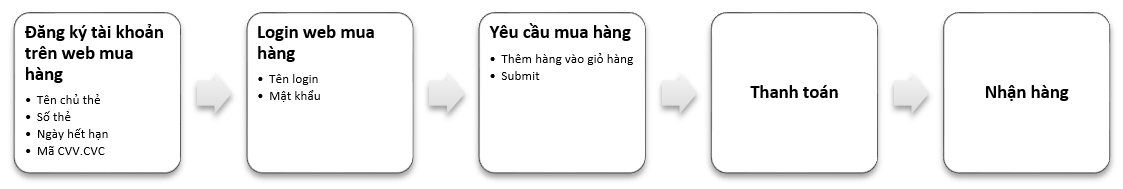 Đăng ký tài khoản
trên web mua
hàng
• Tên chủ thẻ
• Số thẻ
• Ngày hết hạn
• Mã CVV.CVC
Login web mua
hàng
• Tên login
• Mật khẩu
Yêu cầu mua hàng
• Thêm hàng vào giỏ hàng
• Submit
Thanh toán
Nhận hàng